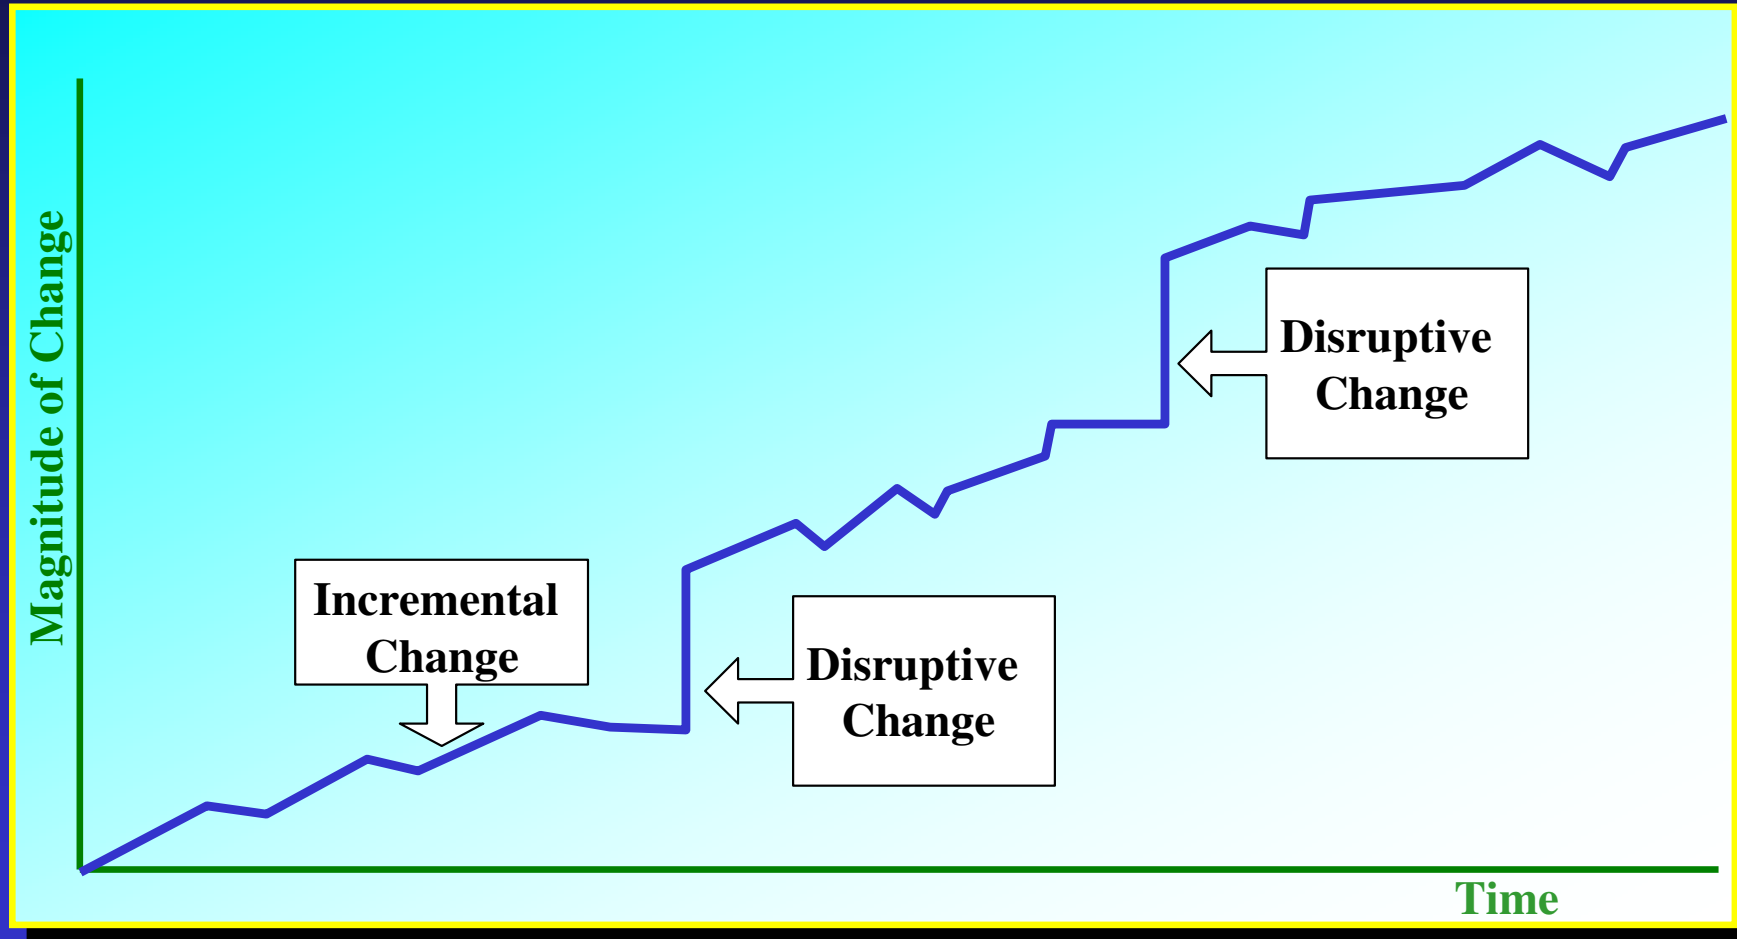 Magnitude of Change
Disruptive
Change
Incremental
Change
Disruptive
Change
Time